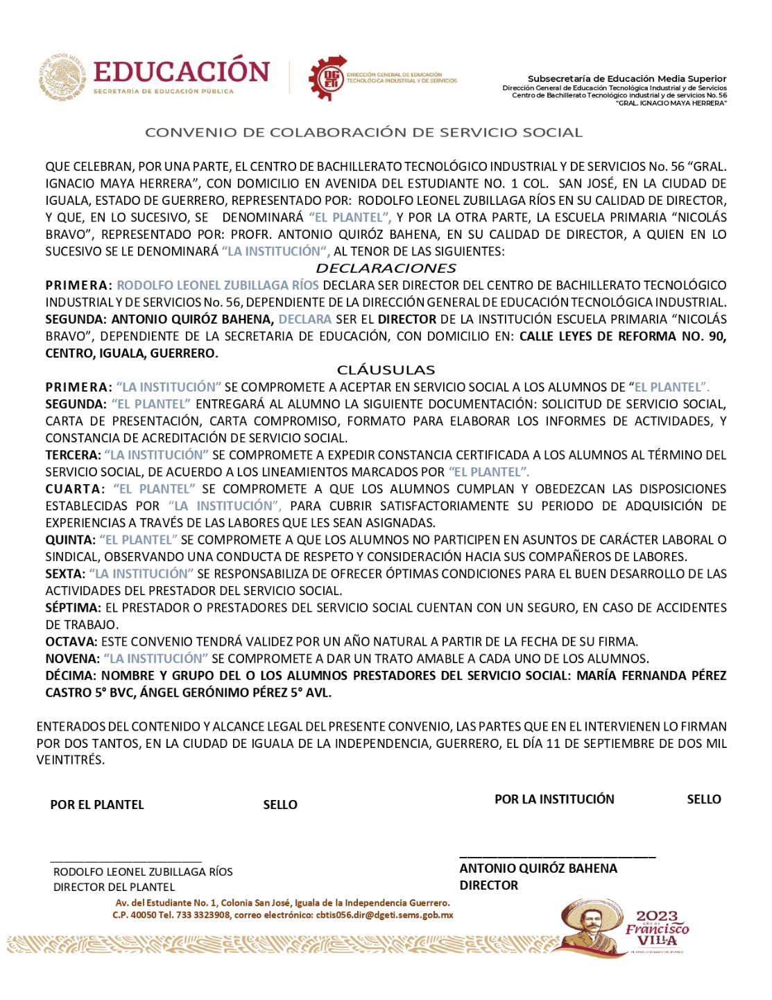 EDUCACIÓN
SECRETARÍA DE EDUCACIÓN PÚBLICA
DGETI
DIRECCIÓN GENERAL DE EDUCACIÓN
TECNOLÓGICA INDUSTRIAL Y DE SERVICIOS
Subsecretaría de Educación Media Superior
Dirección General de Educación Tecnológica Industrial y de Servicios
Centro de Bachillerato Tecnológico industrial y de servicios No. 56
"GRAL. IGNACIO MAYA HERRERA"
CONVENIO DE COLABORACIÓN DE SERVICIO SOCIAL
QUE CELEBRAN, POR UNA PARTE, EL CENTRO DE BACHILLERATO TECNOLÓGICO INDUSTRIAL Y DE SERVICIOS No. 56 “GRAL.
IGNACIO MAYA HERRERA”, CON DOMICILIO EN AVENIDA DEL ESTUDIANTE NO. 1 COL. SAN JOSÉ, EN LA CIUDAD DE
IGUALA, ESTADO DE GUERRERO, REPRESENTADO POR: RODOLFO LEONEL ZUBILLAGA RÍOS EN SU CALIDAD DE DIRECTOR,
Y QUE, EN LO SUCESIVO, SE DENOMINARÁ “EL PLANTEL”, Y POR LA OTRA PARTE, LA ESCUELA PRIMARIA “NICOLÁS
BRAVO”, REPRESENTADO POR: PROFR. ANTONIO QUIRÓZ BAHENA, EN SU CALIDAD DE DIRECTOR, A QUIEN EN LO
SUCESIVO SE LE DENOMINARÁ “LA INSTITUCIÓN“, AL TENOR DE LAS SIGUIENTES:
DECLARACIONES
PRIMERA: RODOLFO LEONEL ZUBILLAGA RÍOS DECLARA SER DIRECTOR DEL CENTRO DE BACHILLERATO TECNOLÓGICO
INDUSTRIAL Y DE SERVICIOS No. 56, DEPENDIENTE DE LA DIRECCIÓN GENERAL DE EDUCACIÓN TECNOLÓGICA INDUSTRIAL.
SEGUNDA: ANTONIO QUIRÓZ BAHENA, DECLARA SER EL DIRECTOR DE LA INSTITUCIÓN ESCUELA PRIMARIA “NICOLÁS
BRAVO”, DEPENDIENTE DE LA SECRETARIA DE EDUCACIÓN, CON DOMICILIO EN: CALLE LEYES DE REFORMA NO. 90,
CENTRO, IGUALA, GUERRERO.
CLÁUSULAS
PRIMERA: “LA INSTITUCIÓN” SE COMPROMETE A ACEPTAR EN SERVICIO SOCIAL A LOS ALUMNOS DE “EL PLANTEL”.
SEGUNDA: “EL PLANTEL” ENTREGARÁ AL ALUMNO LA SIGUIENTE DOCUMENTACIÓN: SOLICITUD DE SERVICIO SOCIAL,
CARTA DE PRESENTACIÓN, CARTA COMPROMISO, FORMATO PARA ELABORAR LOS INFORMES DE ACTIVIDADES, Y
CONSTANCIA DE ACREDITACIÓN DE SERVICIO SOCIAL.
TERCERA: “LA INSTITUCIÓN” SE COMPROMETE A EXPEDIR CONSTANCIA CERTIFICADA A LOS ALUMNOS AL TÉRMINO DEL
SERVICIO SOCIAL, DE ACUERDO A LOS LINEAMIENTOS MARCADOS POR “EL PLANTEL”.
CUARTA: “EL PLANTEL” SE COMPROMETE A QUE LOS ALUMNOS CUMPLAN Y OBEDEZCAN LAS DISPOSICIONES
ESTABLECIDAS POR “LA INSTITUCIÓN”, PARA CUBRIR SATISFACTORIAMENTE SU PERIODO DE ADQUISICIÓN DE
EXPERIENCIAS A TRAVÉS DE LAS LABORES QUE LES SEAN ASIGNADAS.
QUINTA: “EL PLANTEL” SE COMPROMETE A QUE LOS ALUMNOS NO PARTICIPEN EN ASUNTOS DE CARÁCTER LABORAL O
SINDICAL, OBSERVANDO UNA CONDUCTA DE RESPETO Y CONSIDERACIÓN HACIA SUS COMPAÑEROS DE LABORES.
SEXTA: “LA INSTITUCIÓN” SE RESPONSABILIZA DE OFRECER ÓPTIMAS CONDICIONES PARA EL BUEN DESARROLLO DE LAS
ACTIVIDADES DEL PRESTADOR DEL SERVICIO SOCIAL.
SÉPTIMA: EL PRESTADOR O PRESTADORES DEL SERVICIO SOCIAL CUENTAN CON UN SEGURO, EN CASO DE ACCIDENTES
DE TRABAJO.
OCTAVA: ESTE CONVENIO TENDRÁ VALIDEZ POR UN AÑO NATURAL A PARTIR DE LA FECHA DE SU FIRMA.
NOVENA: “LA INSTITUCIÓN” SE COMPROMETE A DAR UN TRATO AMABLE A CADA UNO DE LOS ALUMNOS.
DÉCIMA: NOMBRE Y GRUPO DEL O LOS ALUMNOS PRESTADORES DEL SERVICIO SOCIAL: MARÍA FERNANDA PÉREZ
CASTRO 5° BVC, ÁNGEL GERÓNIMO PÉREZ 5° AVL.
ENTERADOS DEL CONTENIDO Y ALCANCE LEGAL DEL PRESENTE CONVENIO, LAS PARTES QUE EN EL INTERVIENEN LO FIRMAN
POR DOS TANTOS, EN LA CIUDAD DE IGUALA DE LA INDEPENDENCIA, GUERRERO, EL DÍA 11 DE SEPTIEMBRE DE DOS MIL
VEINTITRÉS.
POR EL PLANTEL SELLO
POR LA INSTITUCIÓN SELLO
RODOLFO LEONEL ZUBILLAGA RÍOS
DIRECTOR DEL PLANTEL
ANTONIO QUIRÓZ BAHENA
DIRECTOR
Av. del Estudiante No. 1, Colonia San José, Iguala de la Independencia Guerrero.
C.P. 40050 Tel. 733 3323908, correo electrónico: cbtis056.dir@dgeti.sems.gob.mx
2023
AÑO DE
Francisco
VILLA
EL REVOLUCIONARIO DEL PUEBLO